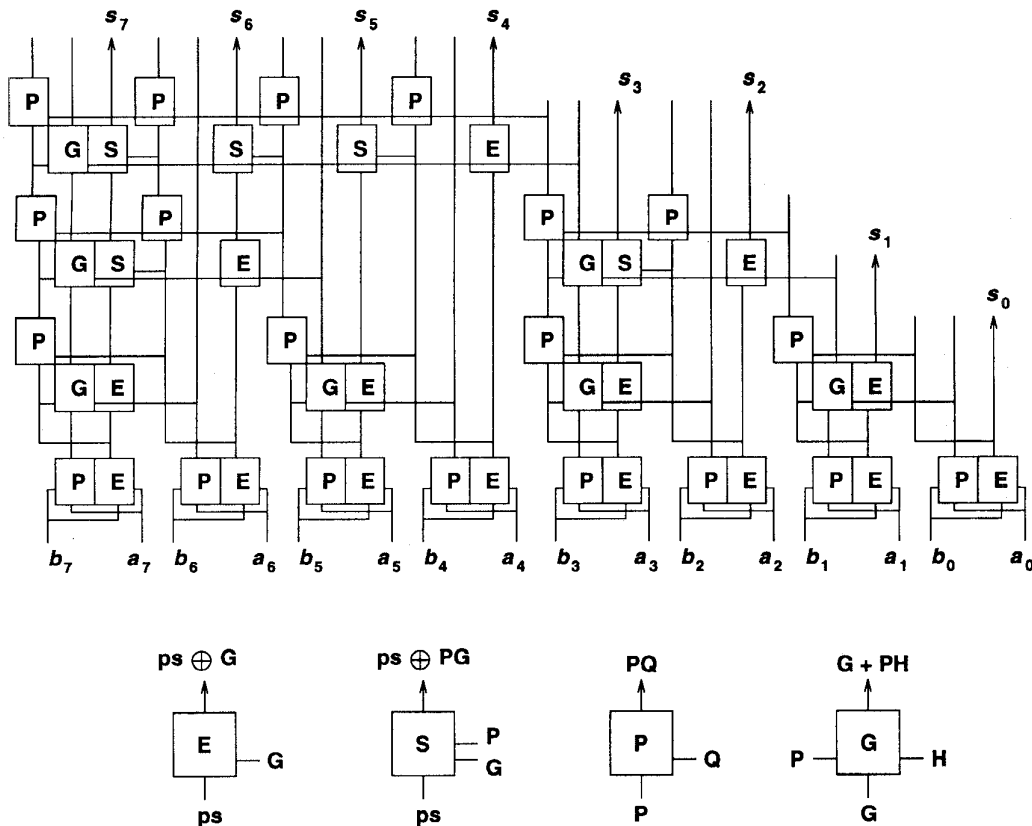 s7 s6 s5 s4
P P P P s3 s2
G S S S E
P P P P s1
G S E G S E
P P P s0
G E G E G E G E
P E P E P E P E P E P E P E P E
b7 a7 b6 a6 b5 a5 b4 a4 b3 a3 b2 a2 b1 a1 b0 a0
ps ⊕ G ps ⊕ PG PQ G + PH
E S P G
G P G Q P H
ps ps P G